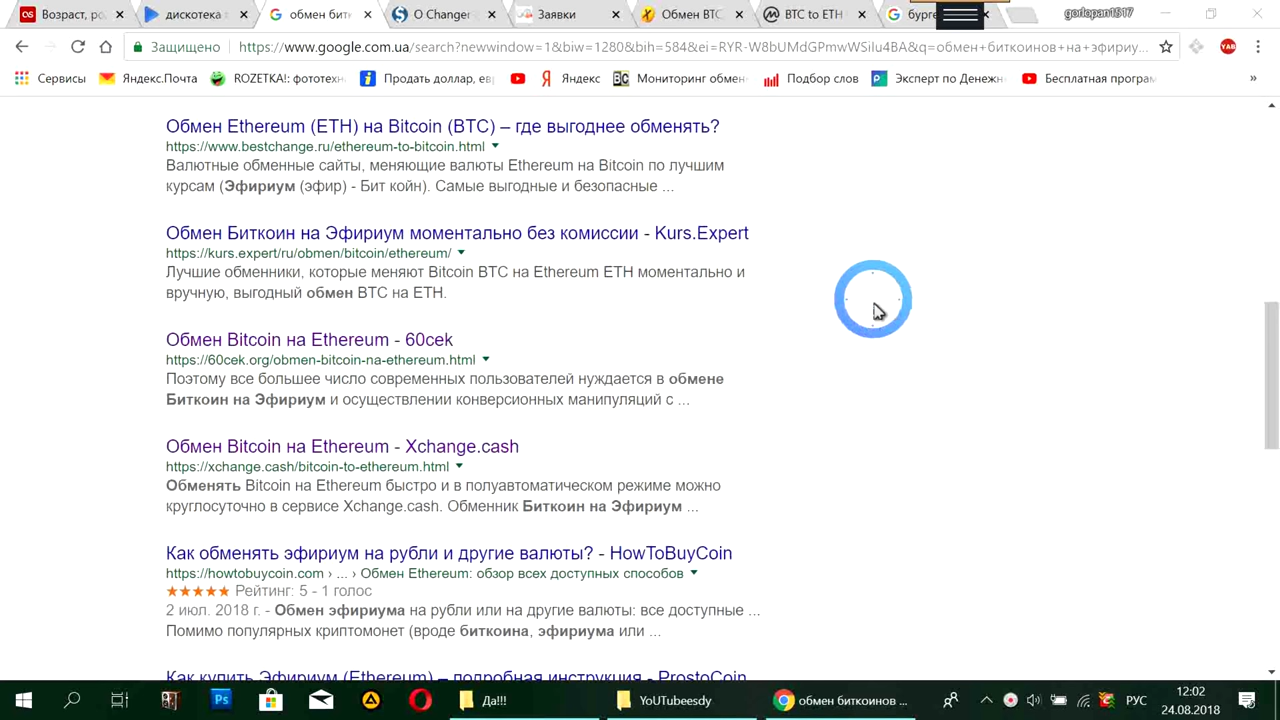 Возраст, ро
дискотека
обмен бит
SD Changer
Заявки
Обмен BTC
BTC to ETH
бурге
gorlopan1817
Защищено
https://www.google.com.ua/search?newwindow=1&biw=1280&bih=584&ei=RYR-W8bUMdGPmwWSilu4BA&q=обмен+биткоинов+на+эфириу...
Сервисы
Яндекс.Почта
ROZETKA!: фототехн
Продать доллар, евр
Яндекс
Мониторинг обмен
Подбор слов
Эксперт по Денежн
Бесплатная програм
»
Обмен Ethereum (ETH) на Bitcoin (BTC) – где выгоднее обменять?
https://www.bestchange.ru/ethereum-to-bitcoin.html
Валютные обменные сайты, меняющие валюты Ethereum на Bitcoin по лучшим
курсам (Эфириум (эфир) - Бит койн). Самые выгодные и безопасные ...
Обмен Биткоин на Эфириум моментально без комиссии - Kurs.Expert
https://kurs.expert/ru/obmen/bitcoin/ethereum/
Лучшие обменники, которые меняют Bitcoin BTC на Ethereum ETH моментально и
вручную, выгодный обмен BTC на ETH.
Обмен Bitcoin на Ethereum - 60cek
https://60cek.org/obmen-bitcoin-na-ethereum.html
Поэтому все большее число современных пользователей нуждается в обмене
Биткоин на Эфириум и осуществлении конверсионных манипуляций с ...
Обмен Bitcoin на Ethereum - Xchange.cash
https://xchange.cash/bitcoin-to-ethereum.html
Обменять Bitcoin на Ethereum быстро и в полуавтоматическом режиме можно
круглосуточно в сервисе Xchange.cash. Обменник Биткоин на Эфириум ...
Как обменять эфириум на рубли и другие валюты? - HowToBuyCoin
https://howtobuycoin.com › ... › Обмен Ethereum: обзор всех доступных способов
Рейтинг: 5 - 1 голос
2 июл. 2018 г. - Обмен эфириума на рубли или на другие валюты: все доступные ...
Помимо популярных криптомонет (вроде биткоина, эфириума или ...
Как купить Эфириум (Ethereum) – подробная инструкция - ProstoCoin
Ps
Да!!!
YoUTubeesdy
обмен биткоинов ...
РУС
12:02
24.08.2018